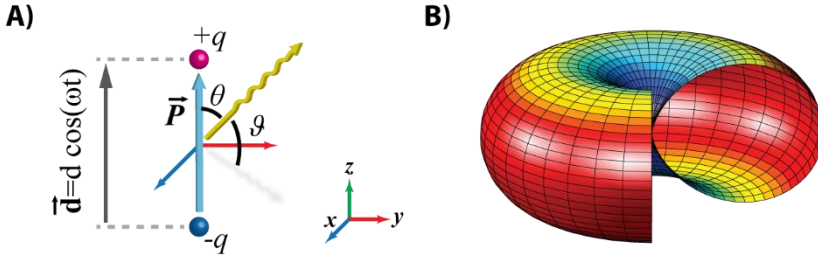 A)
B)
+q
d⃗=d cos(ωt)
P⃗
θ
ϑ
z
x
y
-q